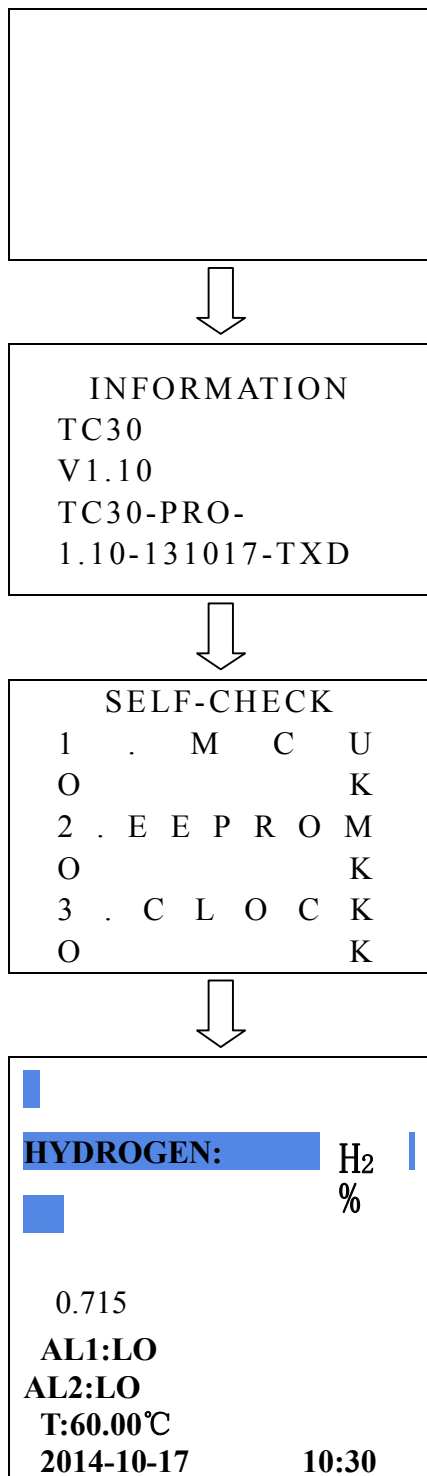 INFORMATION
TC30
V1.10
TC30-PRO-
1.10-131017-TXD
SELF-CHECK
1 . M C U
O K
2 . E E P R O M
O K
3 . C L O C K
O K
HYDROGEN: H2
%
0.715
AL1:LO
AL2:LO
T:60.00℃
2014-10-17 10:30